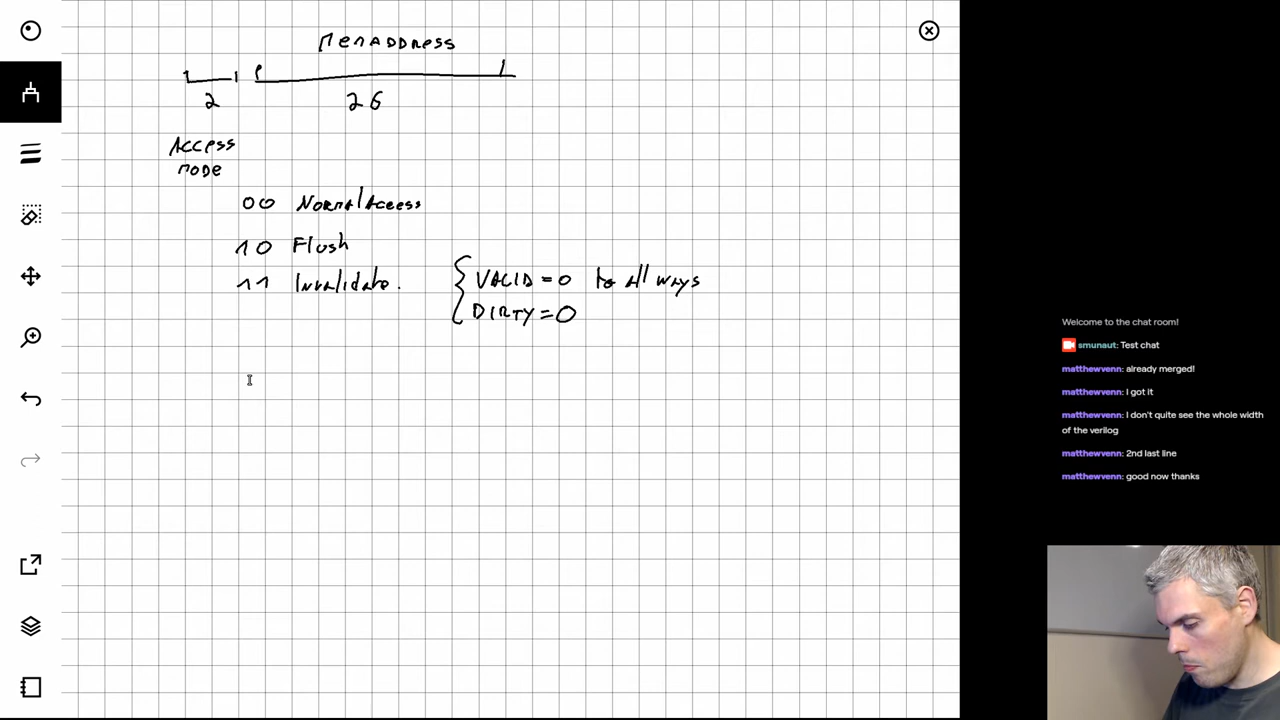 MEMADDRESS
2 26
Access
MODE
00 Normal Access
10 Flush
11 Invalidate. VALID = 0 to all ways
DIRTY = 0
Welcome to the chat room!
smunaut: Test chat
matthewvenn: already merged!
matthewvenn: I got it
matthewvenn: I don't quite see the whole width
of the verilog
matthewvenn: 2nd last line
matthewvenn: good now thanks